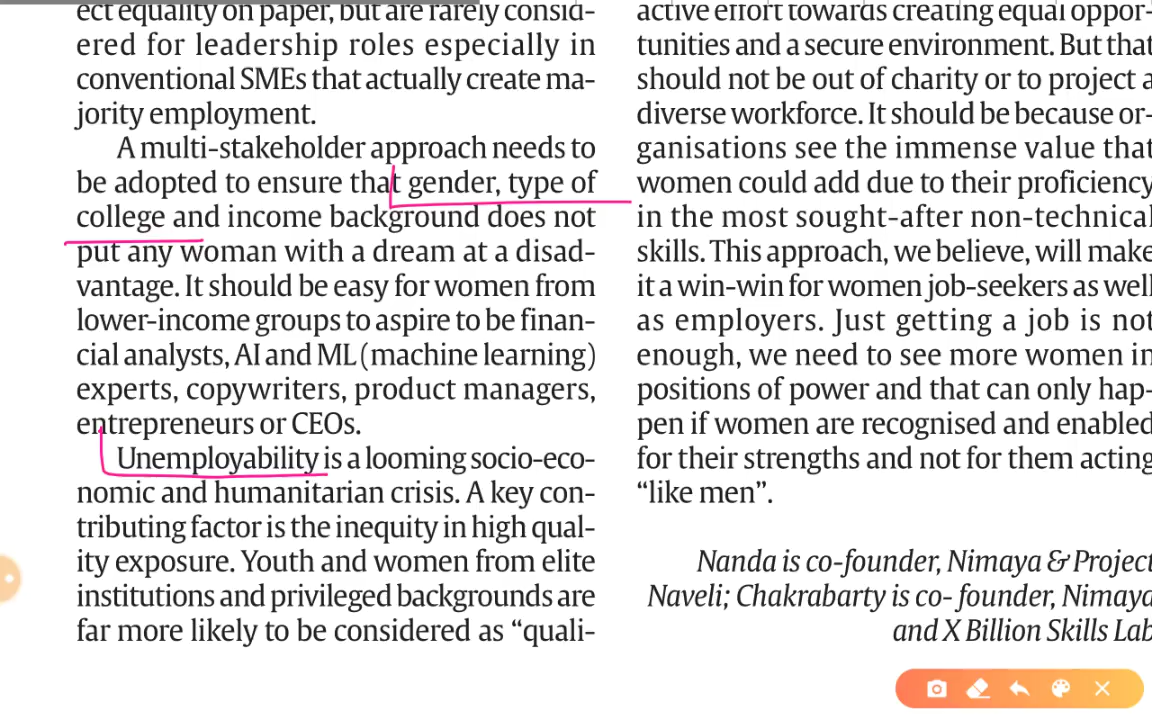 ect equality on paper, but are rarely consid-
ered for leadership roles especially in
conventional SMEs that actually create ma-
jority employment.
A multi-stakeholder approach needs to
be adopted to ensure that gender, type of
college and income background does not
put any woman with a dream at a disad-
vantage. It should be easy for women from
lower-income groups to aspire to be finan-
cial analysts, AI and ML (machine learning)
experts, copywriters, product managers,
entrepreneurs or CEOs.
Unemployability is a looming socio-eco-
nomic and humanitarian crisis. A key con-
tributing factor is the inequity in high qual-
ity exposure. Youth and women from elite
institutions and privileged backgrounds are
far more likely to be considered as “quali-
active effort towards creating equal oppor-
tunities and a secure environment. But that
should not be out of charity or to project a
diverse workforce. It should be because or-
ganisations see the immense value that
women could add due to their proficiency
in the most sought-after non-technical
skills. This approach, we believe, will make
it a win-win for women job-seekers as well
as employers. Just getting a job is not
enough, we need to see more women in
positions of power and that can only hap-
pen if women are recognised and enabled
for their strengths and not for them acting
“like men”.
Nanda is co-founder, Nimaya & Project
Naveli; Chakrabarty is co- founder, Nimaya
and X Billion Skills Lab